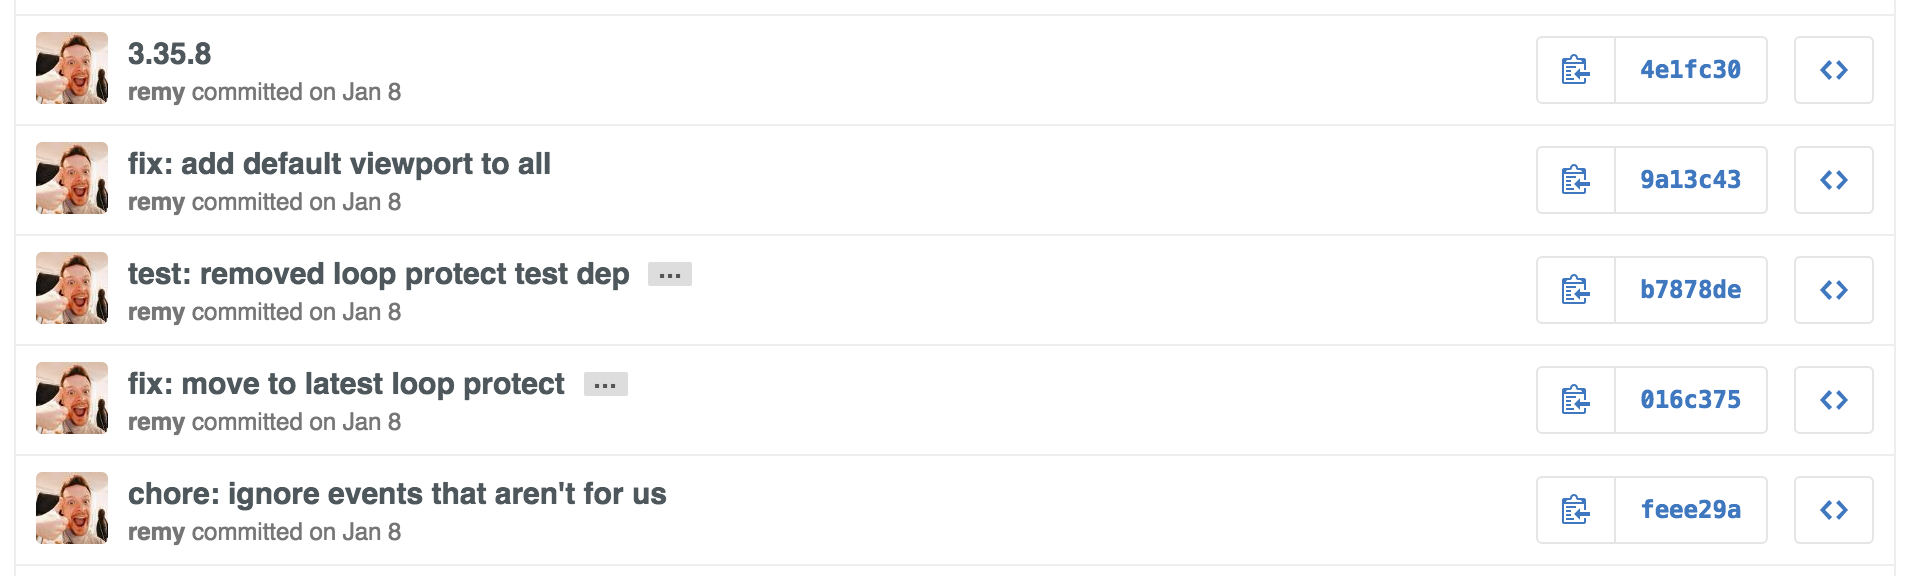 3.35.8
remy committed on Jan 8
4e1fc30
fix: add default viewport to all
remy committed on Jan 8
9a13c43
test: removed loop protect test dep ...
remy committed on Jan 8
b7878de
fix: move to latest loop protect ...
remy committed on Jan 8
016c375
chore: ignore events that aren't for us
remy committed on Jan 8
feee29a